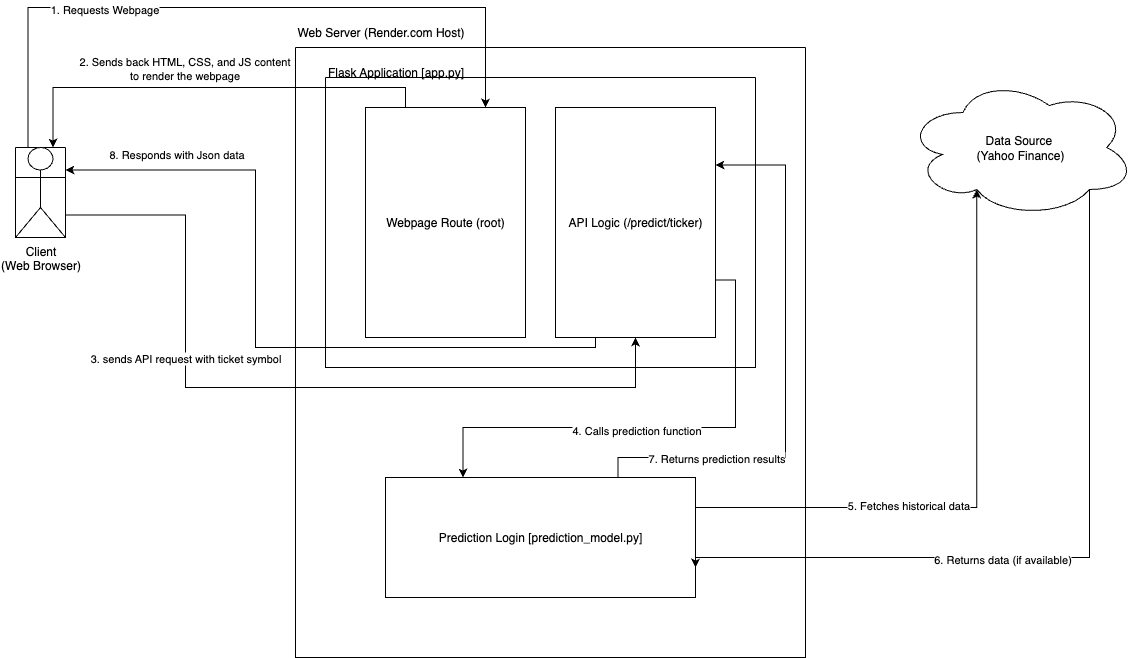 1. Requests Webpage
Web Server (Render.com Host)
2. Sends back HTML, CSS, and JS content
to render the webpage
Flask Application [app.py]
8. Responds with Json data
Data Source
(Yahoo Finance)
Webpage Route (root)
API Logic (/predict/ticker)
Client
(Web Browser)
3. sends API request with ticket symbol
4. Calls prediction function
7. Returns prediction results
5. Fetches historical data
Prediction Login [prediction_model.py]
6. Returns data (if available)